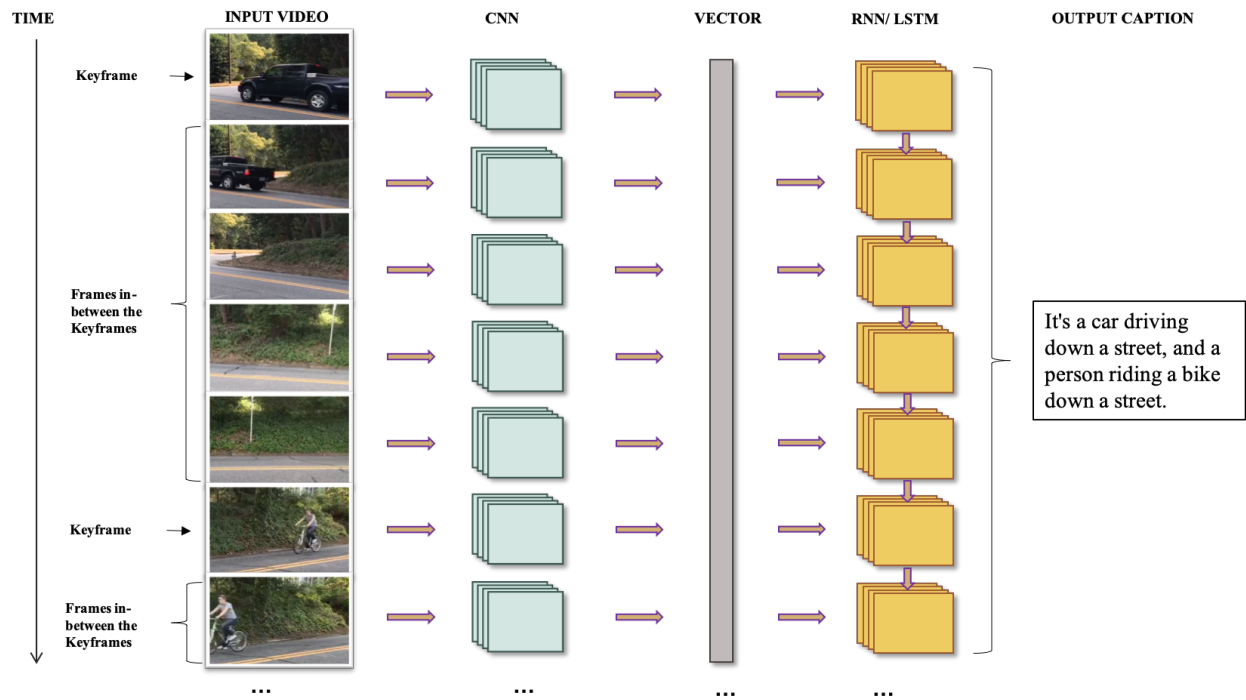 TIME
INPUT VIDEO
CNN
VECTOR
RNN/ LSTM
OUTPUT CAPTION
Keyframe
Frames in-
between the
Keyframes
It's a car driving
down a street, and a
person riding a bike
down a street.
Keyframe
Frames in-
between the
Keyframes
...
...
...
...